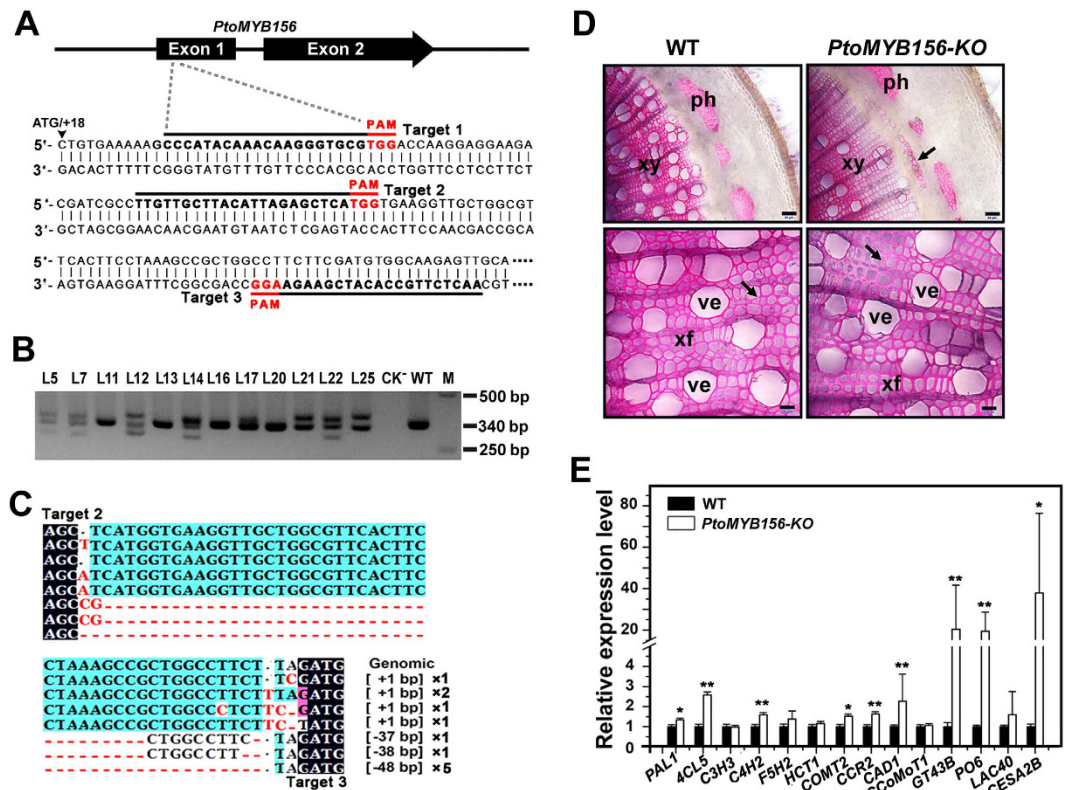 A
PtoMYB156
Exon 1
Exon 2
ATG/+18
PAM
Target 1
5'- CTGTGAAAAAGCCCATACAAACAAGGGTGCGTGGACCAAGGAGGAAGA
3'- GACACTTTTTCGGGTATGTTTGTTCCCACGCACCTGGTTCCTCCTTCT
PAM
Target 2
5'- CGATCGCCTTGTTGCTTACATTAGAGCTCATGGTGAAGGTTGCTGGCGT
3'- GCTAGCGGAACAACGAATGTAATCTCGAGTACCACTTCCAACGACCGCA
5'- TCACTTCCTAAAGCCGCTGGCCTTCTTCGATGTGGCAAGAGTTGCA ....
3'- AGTGAAGGATTTCGGCGACCGGAAGAAGCTACACCGTTCTCAACGT ....
Target 3
PAM
B
L5 L7 L11 L12 L13 L14 L16 L17 L20 L21 L22 L25 CK- WT M
500 bp
340 bp
250 bp
C
Target 2
AGC-TCATGGTGAAGGTTGCTGGCGTTCACTTC
AGCTTCATGGTGAAGGTTGCTGGCGTTCACTTC
AGC-TCATGGTGAAGGTTGCTGGCGTTCACTTC
AGCATCATGGTGAAGGTTGCTGGCGTTCACTTC
AGCATCATGGTGAAGGTTGCTGGCGTTCACTTC
AGCCG
AGCCG
AGC
CTAAAGCCGCTGGCCTTCT-TAGATG Genomic
CTAAAGCCGCTGGCCTTCT-TCGATG [ +1 bp] ×1
CTAAAGCCGCTGGCCTTCTTTAGATG [ +1 bp] ×2
CTAAAGCCGCTGGCCCTCTTC-GATG [ +1 bp] ×1
CTAAAGCCGCTGGCCTTCTTC-TATG [ +1 bp] ×1
CTGGCCTTC--TAGATG [-37 bp] ×1
CTGGCCTT TAGATG [-38 bp] ×1
TAGATG [-48 bp] ×5
Target 3
D
WT
PtoMYB156-KO
ph
xy
ph
xy
ve
xf
ve
ve
ve
xf
E
Relative expression level
80
60
40
20
4
3
2
1
0
WT
PtoMYB156-KO
*
**
**
*
**
**
**
**
*
PAL1
4CL5
C3H3
C4H2
F5H2
HCT1
COMT2
CCR2
CAD1
CCoMoT1
GT43B
PO6
LAC40
CESA2B